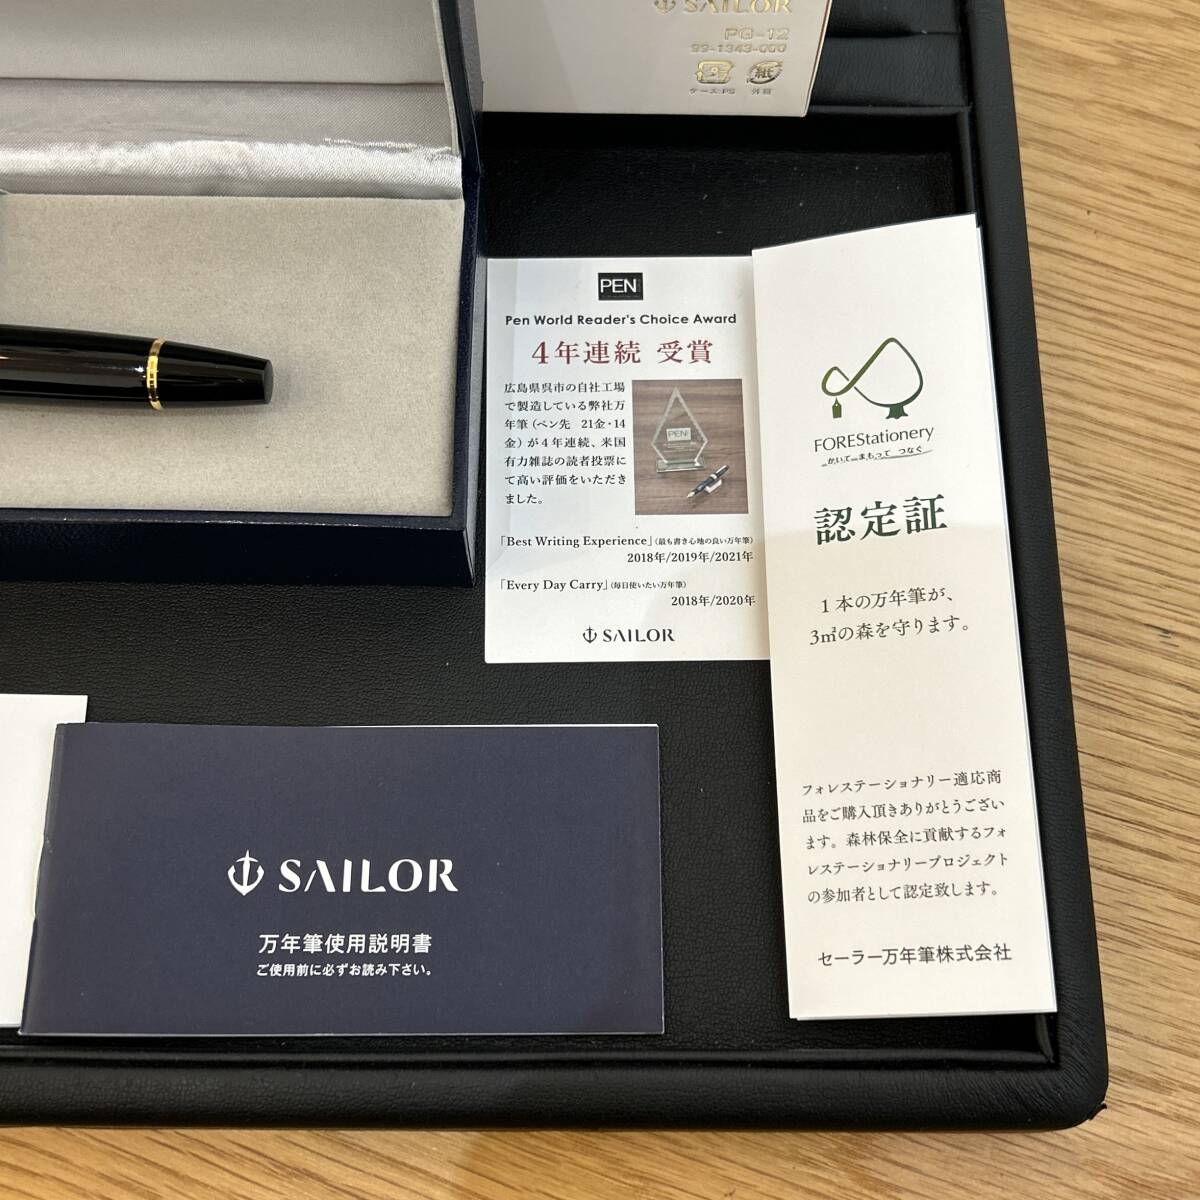 SAILOR
PG-12
99-1343-000
ケース:PS 外箱
紙
PEN
Pen World Reader's Choice Award
4年連続 受賞
広島県呉市の自社工場
で製造している弊社万
年筆(ペン先 21金・14
金)が4年連続、米国
有力雑誌の読者投票に
て高い評価をいただき
ました。
PEN
「Best Writing Experience」(最も書き心地の良い万年筆)
2018年/2019年/2021年
「Every Day Carry」(毎日使いたい万年筆)
2018年/2020年
SAILOR
FOREStationery
かいて まもって つなぐ
認定証
1本の万年筆が、
3㎡の森を守ります。
フォレステーショナリー適応商
品をご購入頂きありがとうござい
ます。森林保全に貢献するフォ
レステーショナリープロジェクト
の参加者として認定致します。
セーラー万年筆株式会社
SAILOR
万年筆使用説明書
ご使用前に必ずお読み下さい。